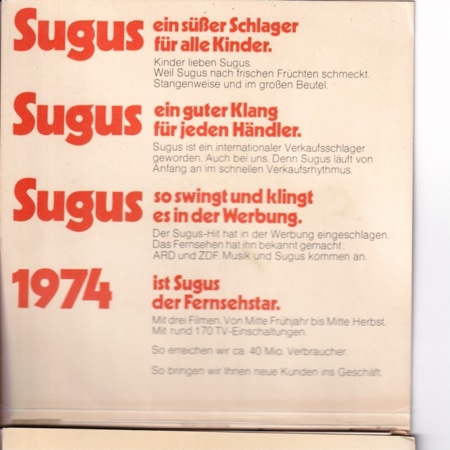 Sugus ein süßer Schlager
für alle Kinder.
Kinder lieben Sugus.
Weil Sugus nach frischen Früchten schmeckt.
Stangenweise und im großen Beutel.
Sugus ein guter Klang
für jeden Händler.
Sugus ist ein internationaler Verkaufsschlager
geworden. Auch bei uns. Denn Sugus läuft von
Anfang an im schnellen Verkaufsrhythmus.
Sugus so swingt und klingt
es in der Werbung.
Der Sugus-Hit hat in der Werbung eingeschlagen.
Das Fernsehen hat ihn bekannt gemacht:
ARD und ZDF. Musik und Sugus kommen an.
1974 ist Sugus
der Fernsehstar.
Mit drei Filmen. Von Mitte Frühjahr bis Mitte Herbst.
Mit rund 170 TV-Einschaltungen.
So erreichen wir ca. 40 Mio. Verbraucher.
So bringen wir Ihnen neue Kunden ins Geschäft.